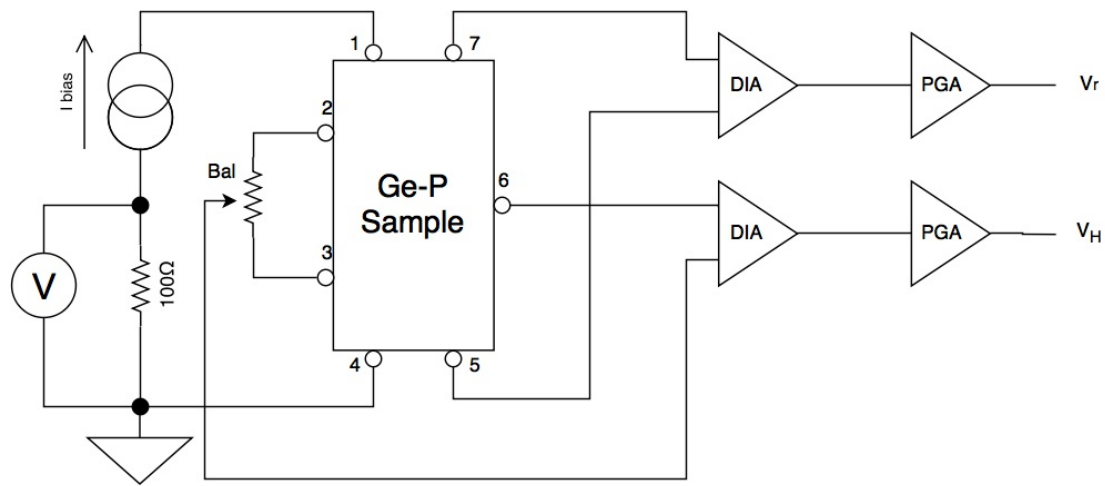 1
7
I bias
DIA
PGA
Vr
2
Bal
Ge-P
Sample
6
DIA
PGA
VH
3
V
100Ω
4
5